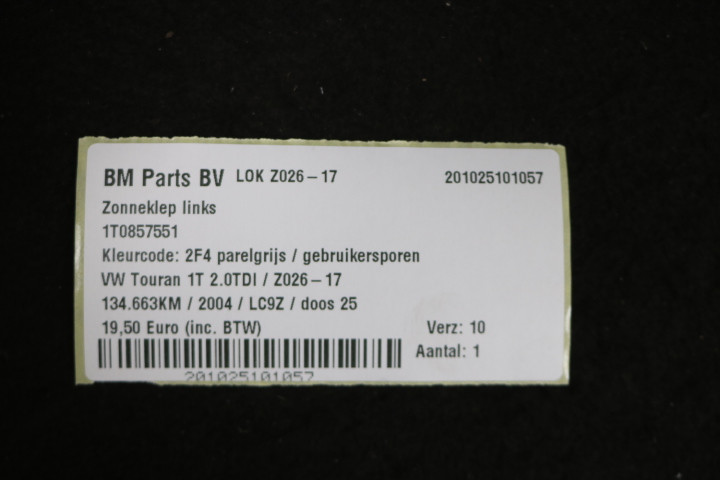 BM Parts BV LOK Z026-17 201025101057
Zonneklep links
1T0857551
Kleurcode: 2F4 parelgrijs / gebruikersporen
VW Touran 1T 2.0TDI / Z026-17
134.663KM / 2004 / LC9Z / doos 25
19,50 Euro (inc. BTW) Verz: 10
Aantal: 1
201025101057